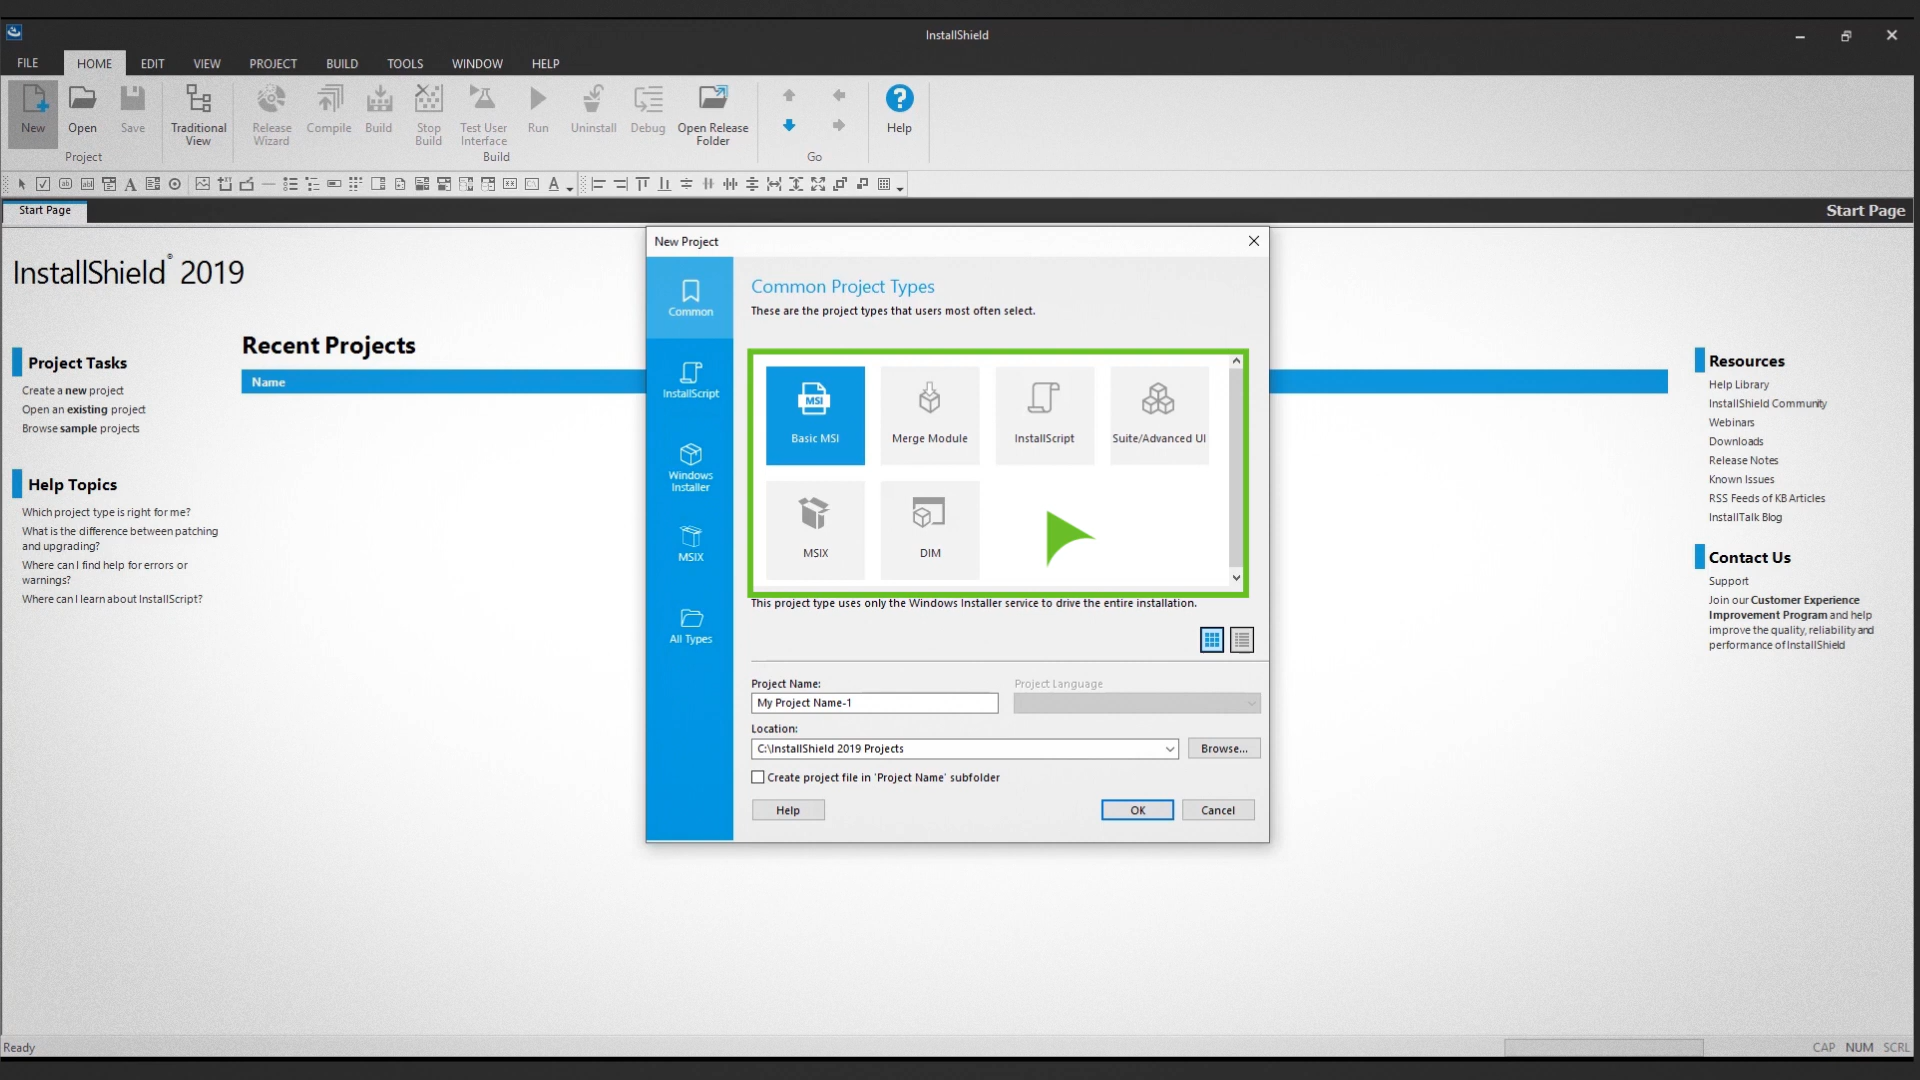 InstallShield
FILE HOME EDIT VIEW PROJECT BUILD TOOLS WINDOW HELP
New Open Save
Project
Traditional View
Release Wizard
Compile
Build
Stop Build
Test User Interface
Run
Uninstall
Debug
Open Release Folder
Build
Go
Help
Start Page
Start Page
InstallShield® 2019
Project Tasks
Create a new project
Open an existing project
Browse sample projects
Help Topics
Which project type is right for me?
What is the difference between patching
and upgrading?
Where can I find help for errors or
warnings?
Where can I learn about InstallScript?
Recent Projects
Name
New Project
Common
InstallScript
Windows
Installer
MSIX
All Types
Common Project Types
These are the project types that users most often select.
MSI
Basic MSI
Merge Module
InstallScript
Suite/Advanced UI
MSIX
DIM
This project type uses only the Windows Installer service to drive the entire installation.
Project Name:
My Project Name-1
Project Language
Location:
C:\InstallShield 2019 Projects
Browse...
Create project file in 'Project Name' subfolder
Help
OK
Cancel
Resources
Help Library
InstallShield Community
Webinars
Downloads
Release Notes
Known Issues
RSS Feeds of KB Articles
InstallTalk Blog
Contact Us
Support
Join our Customer Experience
Improvement Program and help
improve the quality, reliability and
performance of InstallShield
Ready
CAP NUM SCRL